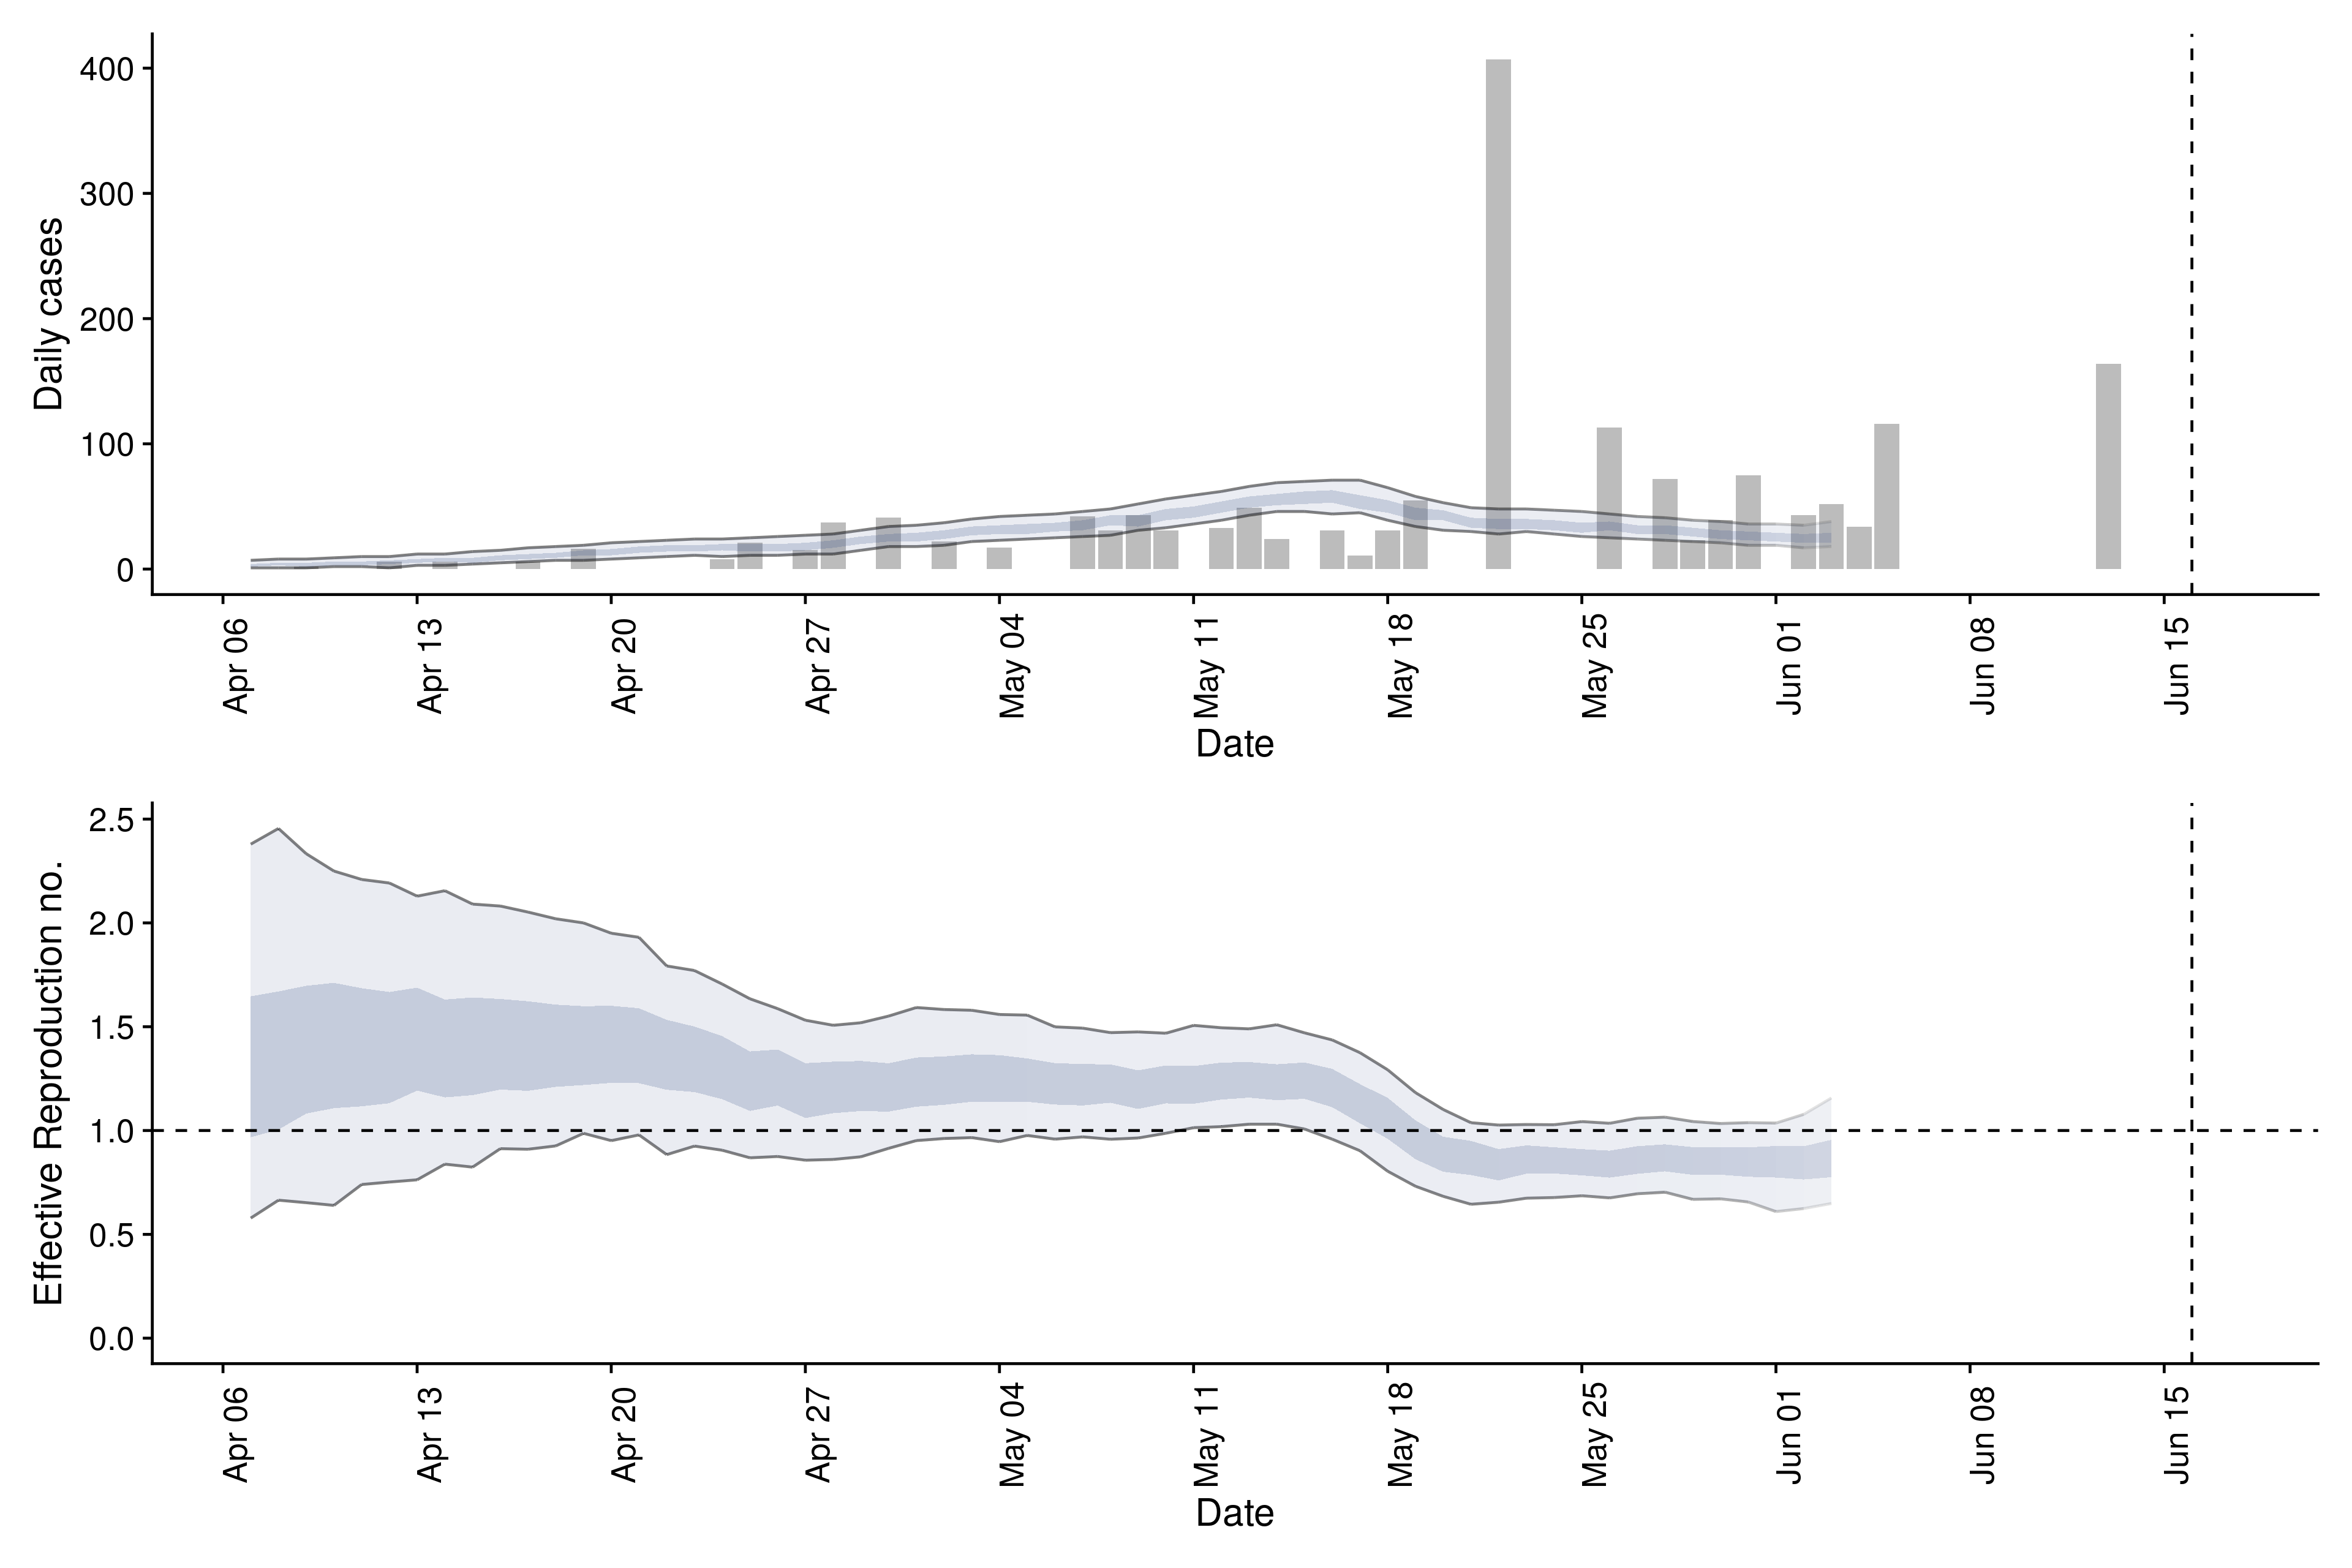 400
300
200
100
0
Daily cases
Apr 06
Apr 13
Apr 20
Apr 27
May 04
May 11
May 18
May 25
Jun 01
Jun 08
Jun 15
Date
2.5
2.0
1.5
1.0
0.5
0.0
Effective Reproduction no.
Apr 06
Apr 13
Apr 20
Apr 27
May 04
May 11
May 18
May 25
Jun 01
Jun 08
Jun 15
Date